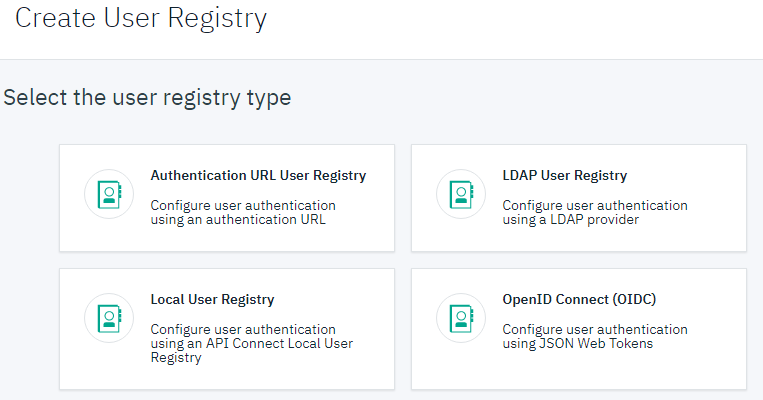 Create User Registry
Select the user registry type
Authentication URL User Registry
Configure user authentication
using an authentication URL
LDAP User Registry
Configure user authentication
using a LDAP provider
Local User Registry
Configure user authentication
using an API Connect Local User
Registry
OpenID Connect (OIDC)
Configure user authentication
using JSON Web Tokens